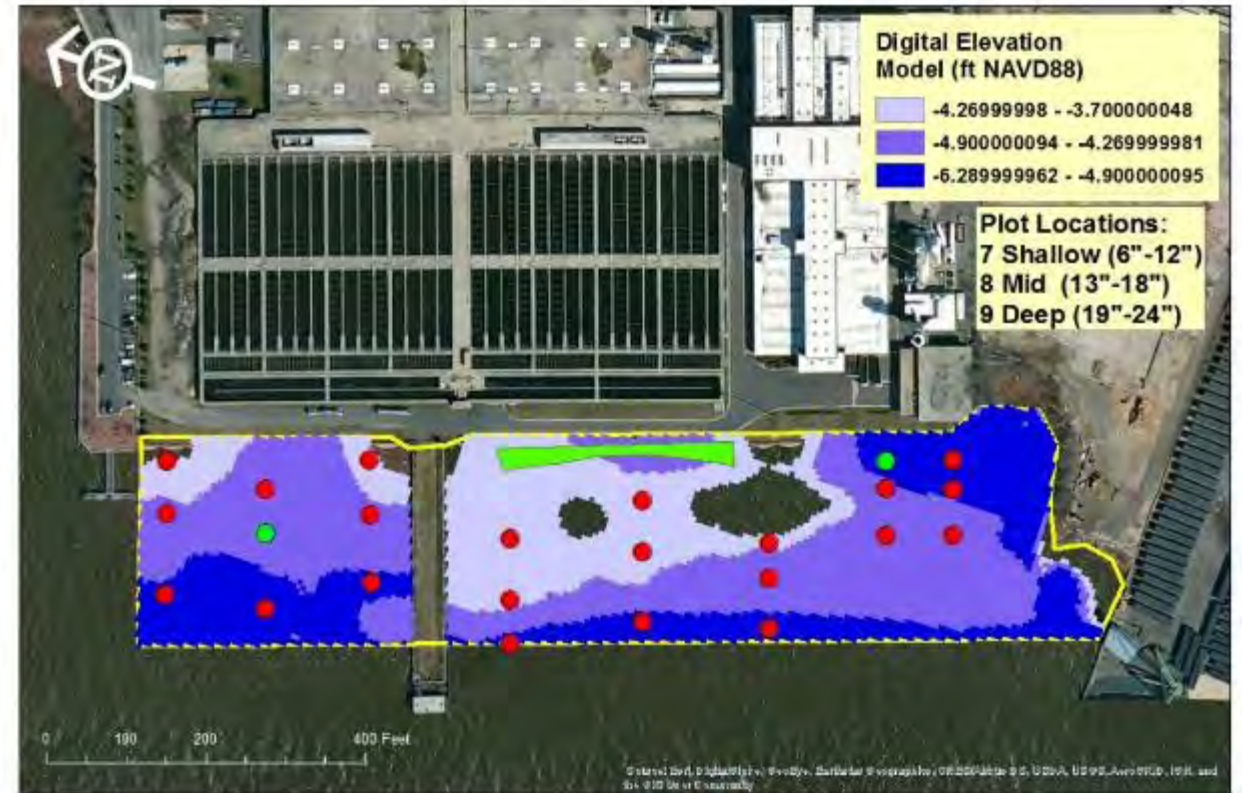 N
Digital Elevation
Model (ft NAVD88)
-4.26999998 - -3.700000048
-4.900000094 - -4.269999981
-6.289999962 - -4.900000095
Plot Locations:
7 Shallow (6"-12")
8 Mid (13"-18")
9 Deep (19"-24")
0 100 200 400 Feet
and